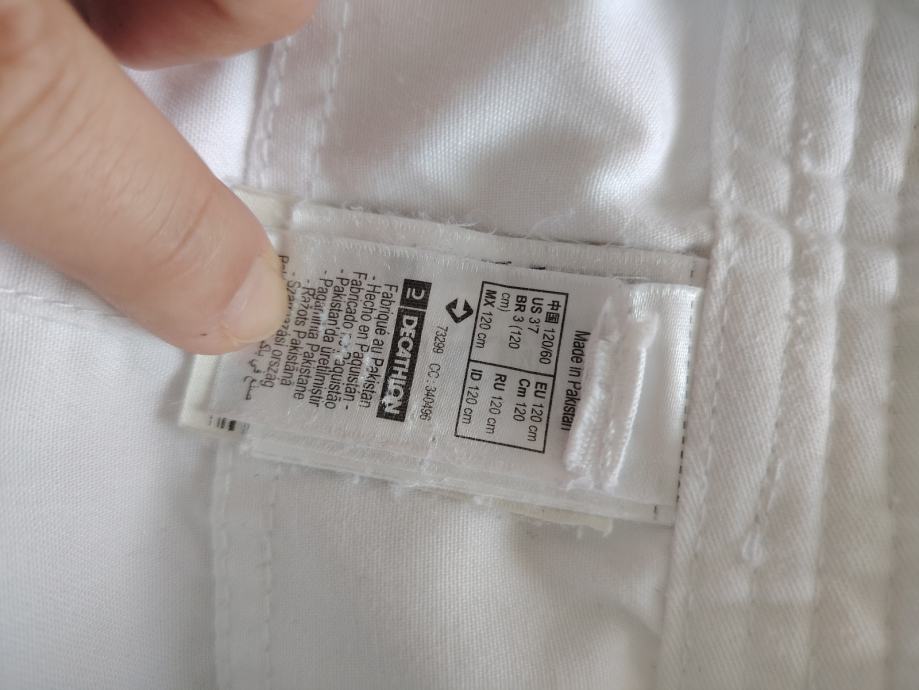 Made in Pakistan
中国 120/60
US 3'7
BR 3 (120 cm)
MX 120 cm
EU 120 cm
Cm 120
RU 120 cm
ID 120 cm
73299 CC: 340496
DECATHLON
Fabriqué au Pakistan
- Hecho en Paquistán -
Fabricado no Paquistão
- Pakistan'da üretilmiştir
- Ražots Pakistānā